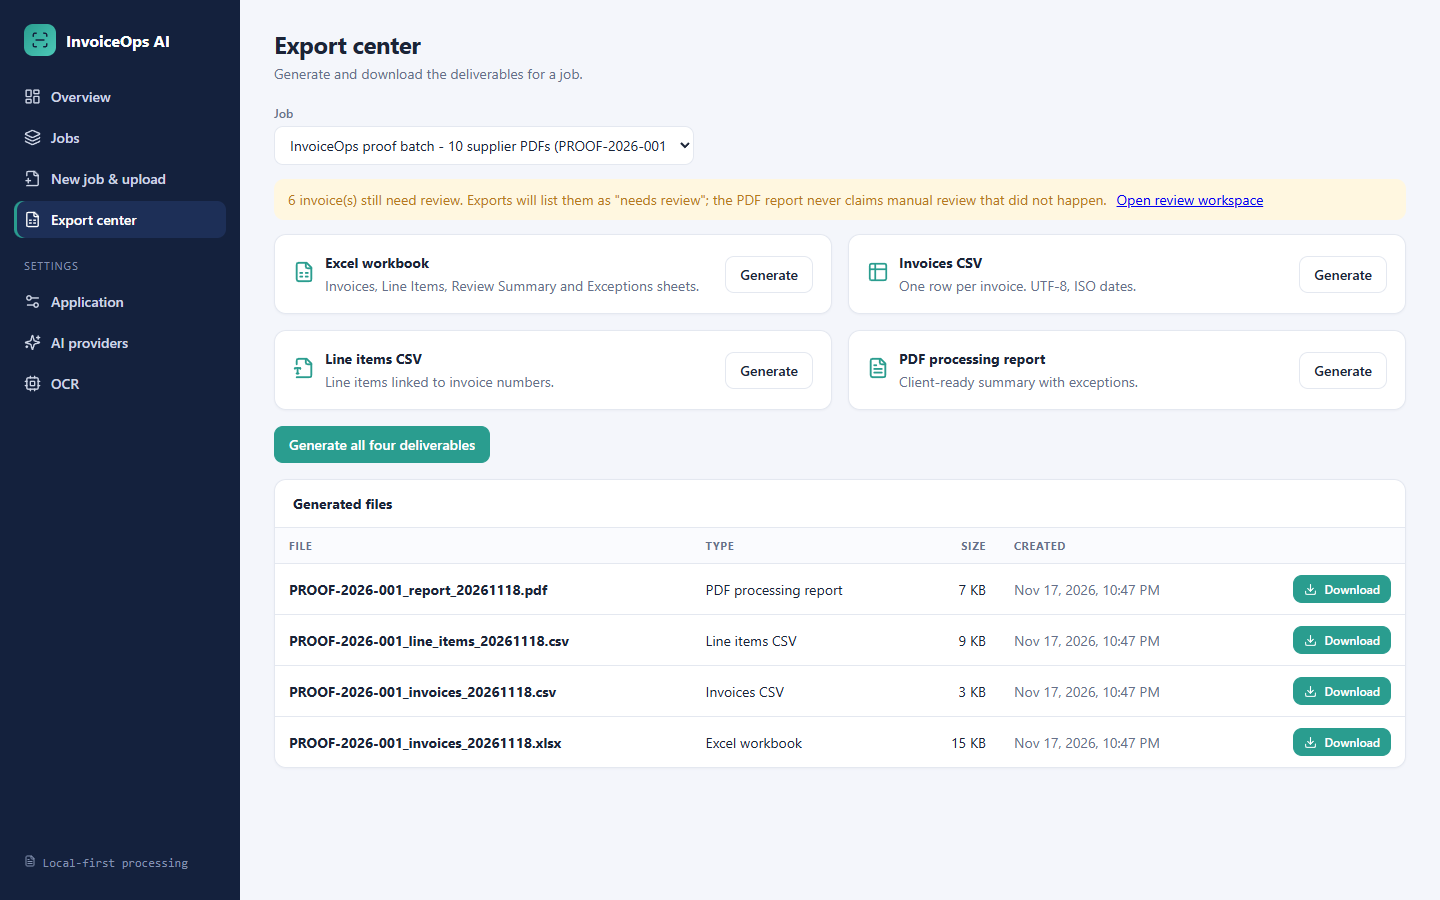 InvoiceOps AI
Overview
Jobs
New job & upload
Export center
SETTINGS
Application
AI providers
OCR
Local-first processing
Export center
Generate and download the deliverables for a job.
Job
InvoiceOps proof batch - 10 supplier PDFs (PROOF-2026-001
6 invoice(s) still need review. Exports will list them as "needs review"; the PDF report never claims manual review that did not happen. Open review workspace
Excel workbook
Invoices, Line Items, Review Summary and Exceptions sheets.
Generate
Invoices CSV
One row per invoice. UTF-8, ISO dates.
Generate
Line items CSV
Line items linked to invoice numbers.
Generate
PDF processing report
Client-ready summary with exceptions.
Generate
Generate all four deliverables
Generated files
FILE TYPE SIZE CREATED
PROOF-2026-001_report_20261118.pdf PDF processing report 7 KB Nov 17, 2026, 10:47 PM Download
PROOF-2026-001_line_items_20261118.csv Line items CSV 9 KB Nov 17, 2026, 10:47 PM Download
PROOF-2026-001_invoices_20261118.csv Invoices CSV 3 KB Nov 17, 2026, 10:47 PM Download
PROOF-2026-001_invoices_20261118.xlsx Excel workbook 15 KB Nov 17, 2026, 10:47 PM Download